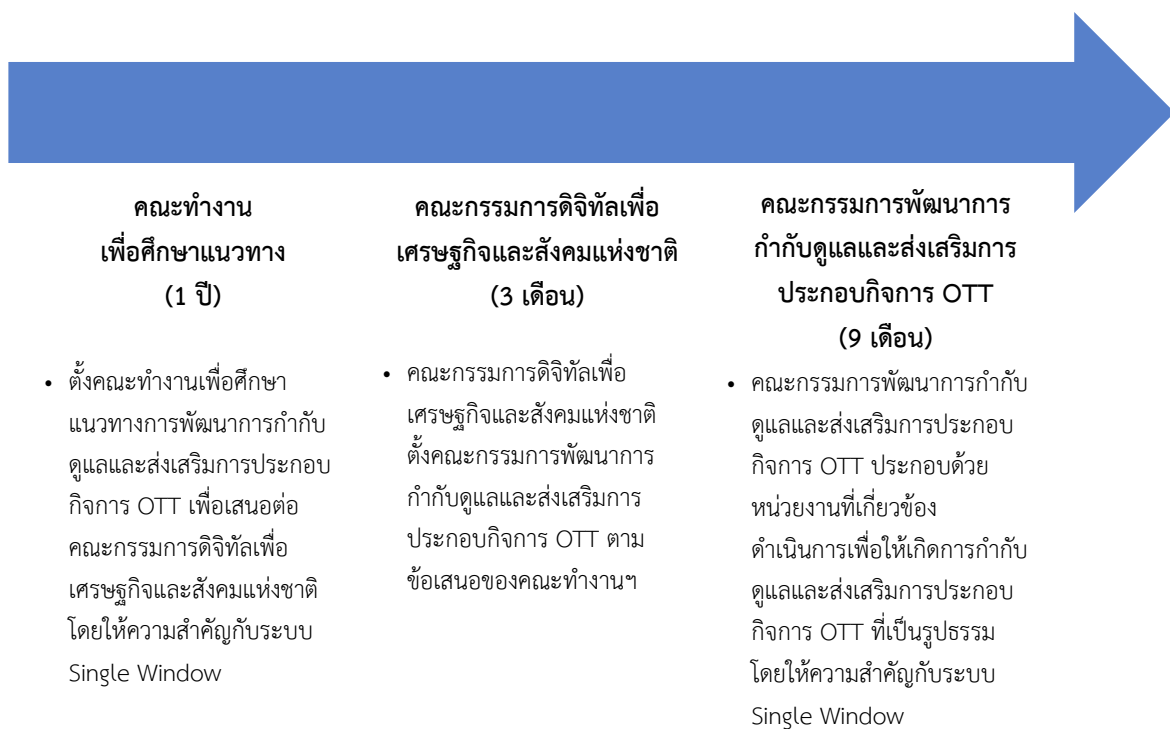 คณะทำงาน
เพื่อศึกษาแนวทาง
(1 ปี)
• ตั้งคณะทำงานเพื่อศึกษา
แนวทางการพัฒนาการกำกับ
ดูแลและส่งเสริมการประกอบ
กิจการ OTT เพื่อเสนอต่อ
คณะกรรมการดิจิทัลเพื่อ
เศรษฐกิจและสังคมแห่งชาติ
โดยให้ความสำคัญกับระบบ
Single Window
คณะกรรมการดิจิทัลเพื่อ
เศรษฐกิจและสังคมแห่งชาติ
(3 เดือน)
• คณะกรรมการดิจิทัลเพื่อ
เศรษฐกิจและสังคมแห่งชาติ
ตั้งคณะกรรมการพัฒนาการ
กำกับดูแลและส่งเสริมการ
ประกอบกิจการ OTT ตาม
ข้อเสนอของคณะทำงานฯ
คณะกรรมการพัฒนาการ
กำกับดูแลและส่งเสริมการ
ประกอบกิจการ OTT
(9 เดือน)
• คณะกรรมการพัฒนาการกำกับ
ดูแลและส่งเสริมการประกอบ
กิจการ OTT ประกอบด้วย
หน่วยงานที่เกี่ยวข้อง
ดำเนินการเพื่อให้เกิดการกำกับ
ดูแลและส่งเสริมการประกอบ
กิจการ OTT ที่เป็นรูปธรรม
โดยให้ความสำคัญกับระบบ
Single Window